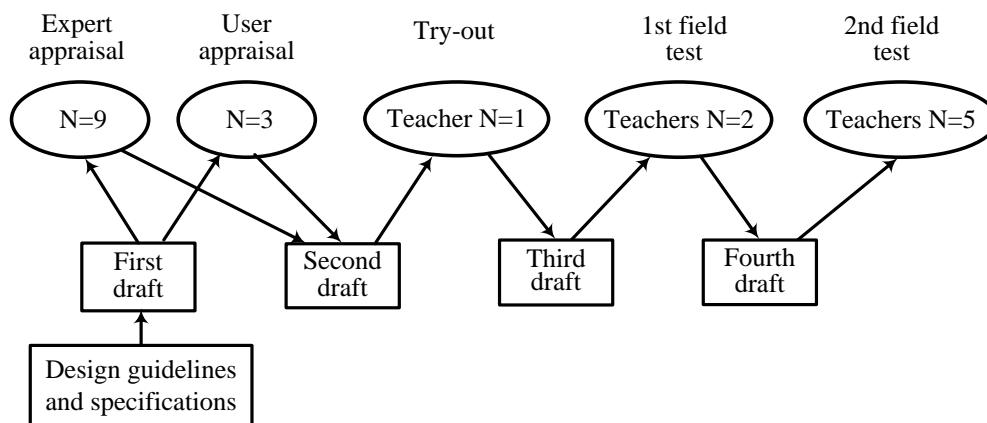 Expert
appraisal
User
appraisal
Try-out
1st field
test
2nd field
test
N=9
N=3
Teacher N=1
Teachers N=2
Teachers N=5
First
draft
Second
draft
Third
draft
Fourth
draft
Design guidelines
and specifications